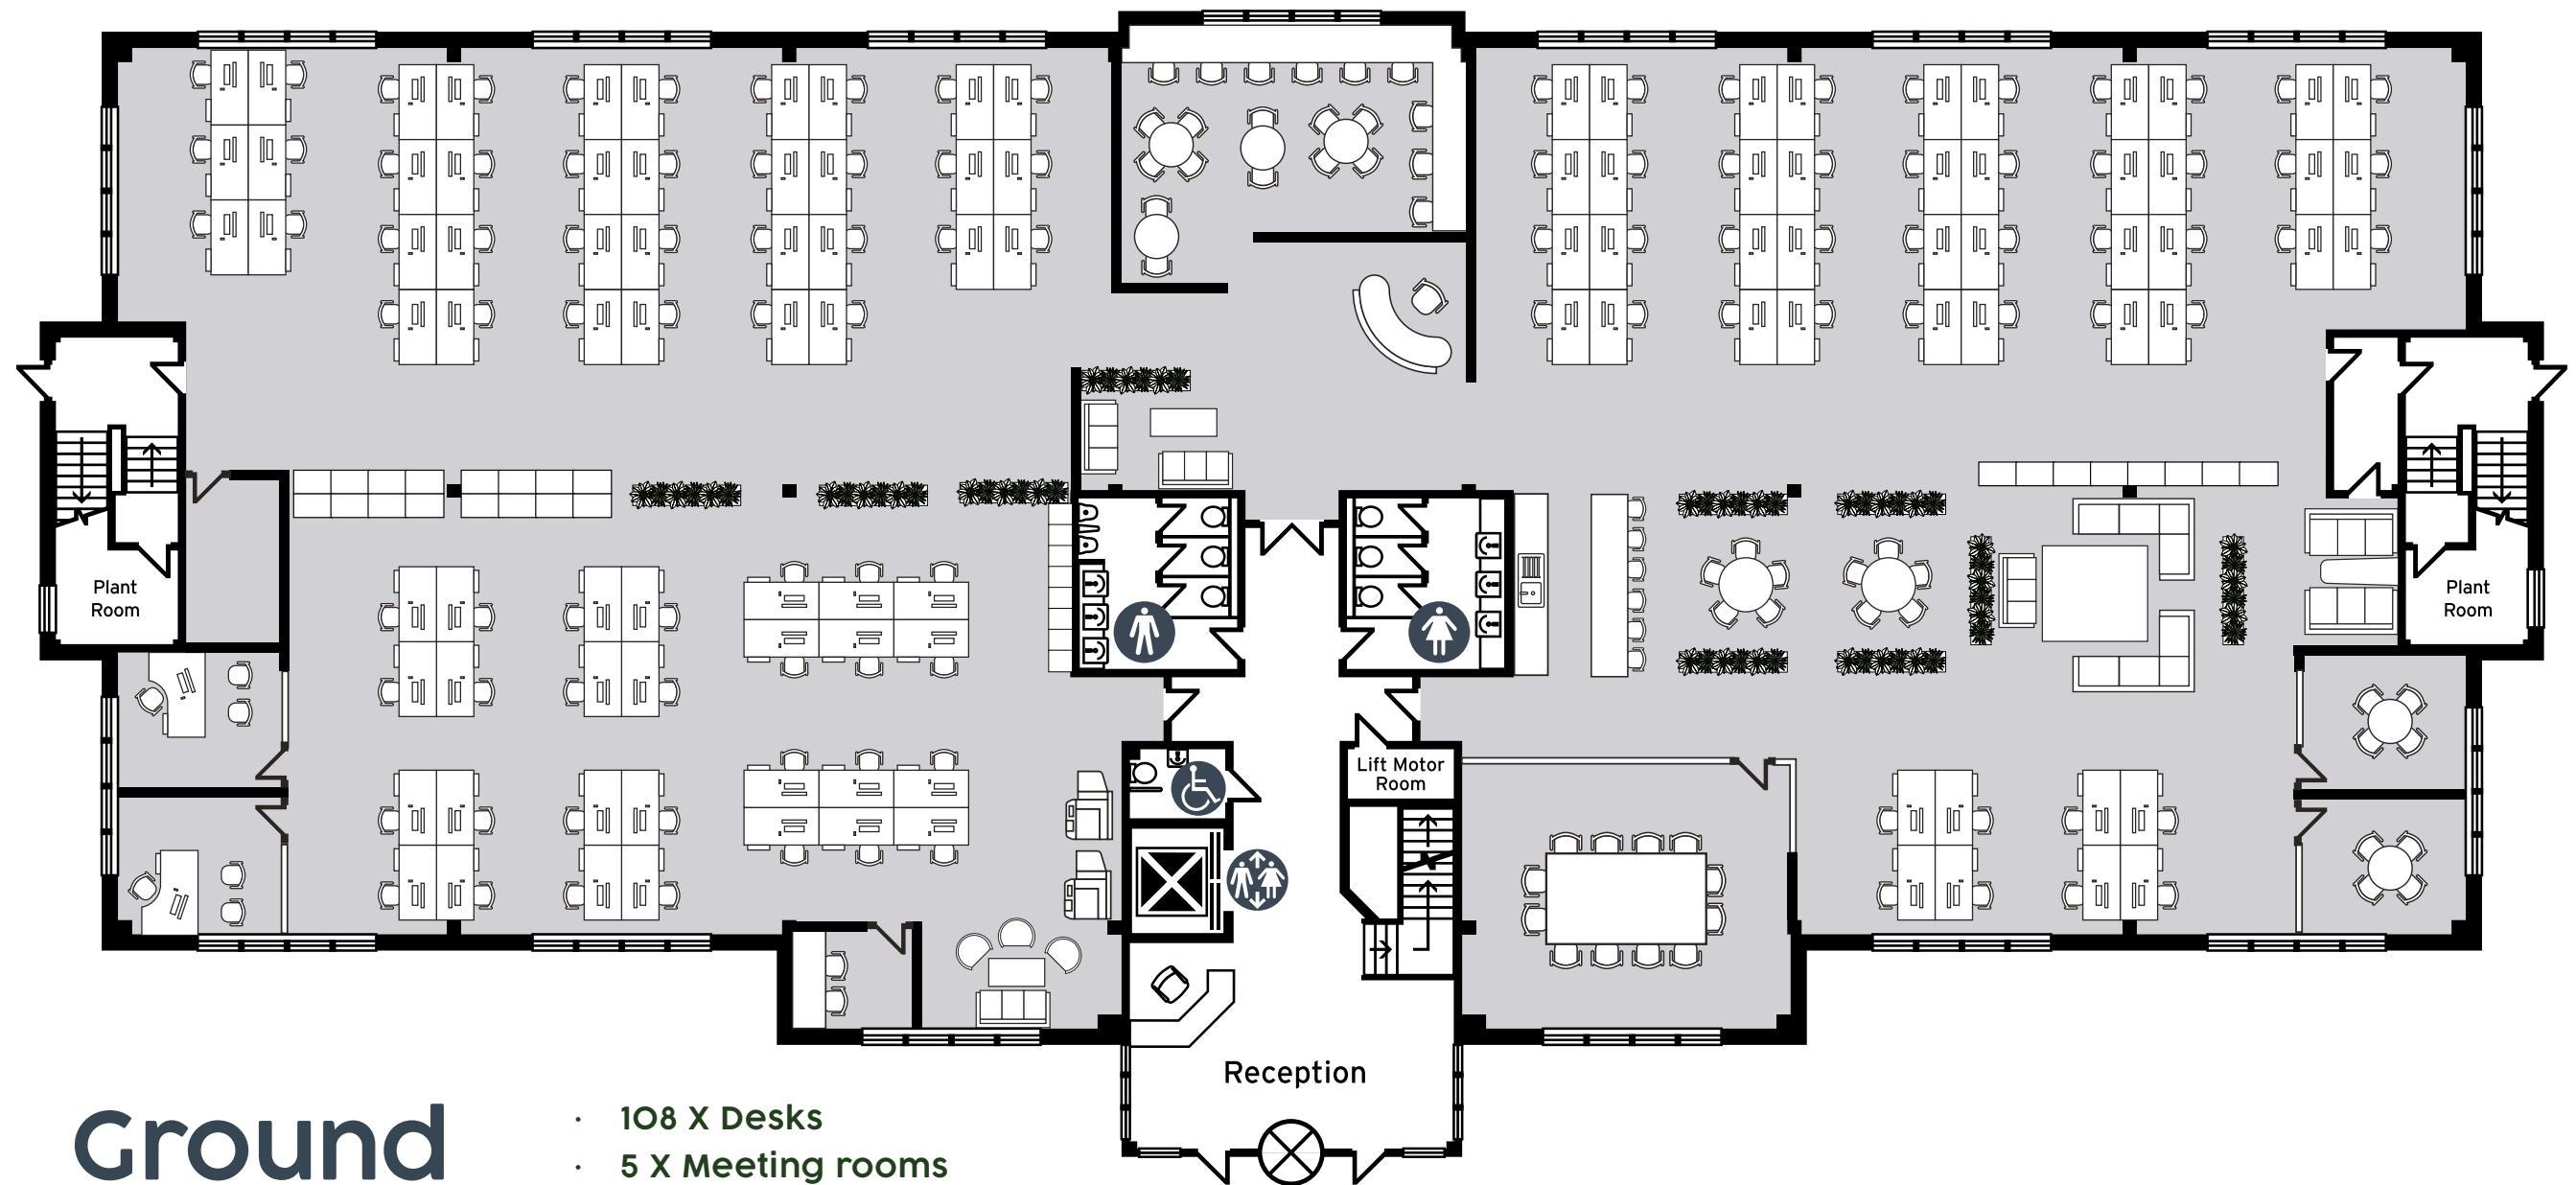 Plant
Room
Plant
Room
Lift Motor
Room
Reception
Ground
· 108 X Desks
· 5 X Meeting rooms